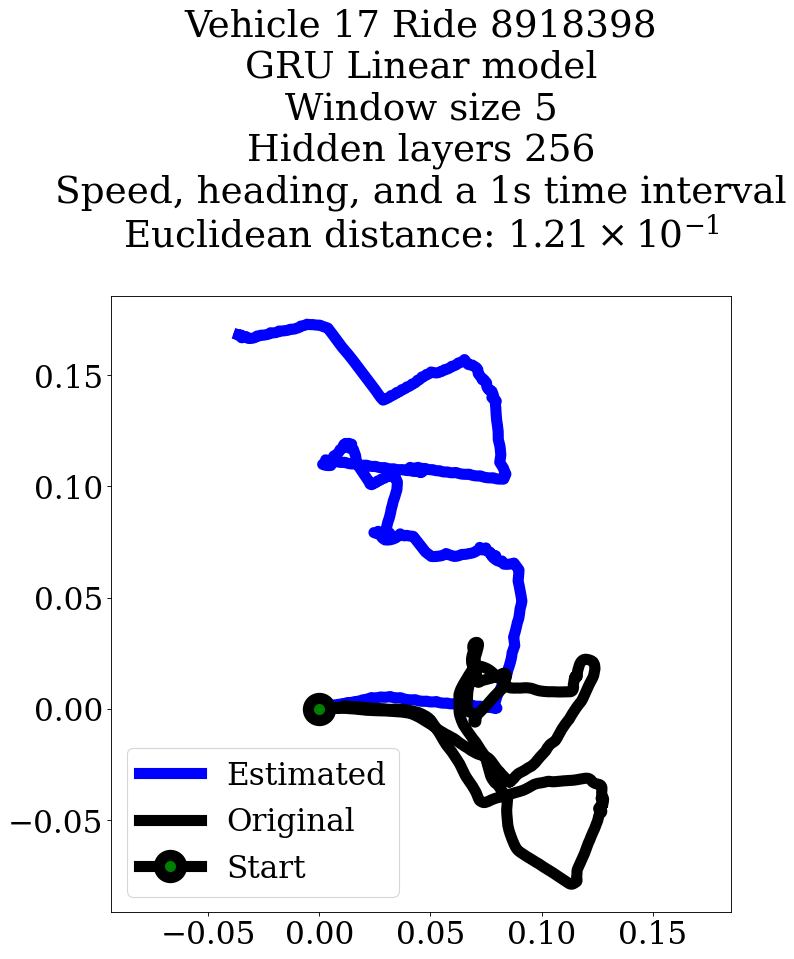 Vehicle 17 Ride 8918398
GRU Linear model
Window size 5
Hidden layers 256
Speed, heading, and a 1s time interval
Euclidean distance: 1.21 × 10⁻¹
0.15
0.10
0.05
0.00
−0.05
Estimated
Original
Start
−0.05 0.00 0.05 0.10 0.15